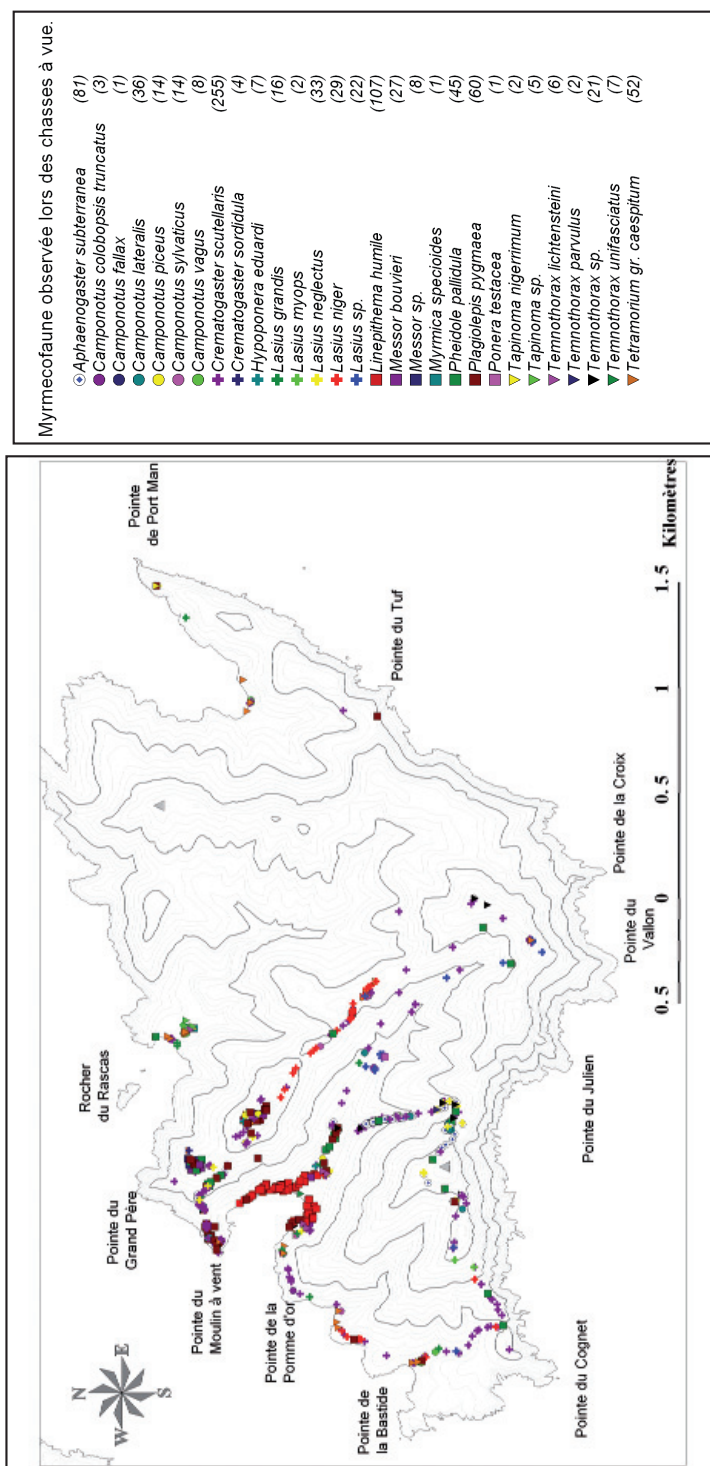 Myrmecofaune observée lors des chasses à vue.
Aphaenogaster subterranea (81)
Camponotus colobopsis truncatus (3)
Camponotus fallax (1)
Camponotus lateralis (36)
Camponotus piceus (14)
Camponotus sylvaticus (14)
Camponotus vagus (8)
Crematogaster scutellaris (255)
Crematogaster sordidula (4)
Hypoponera eduardi (7)
Lasius grandis (16)
Lasius myops (2)
Lasius neglectus (33)
Lasius niger (29)
Lasius sp. (22)
Linepithema humile (107)
Messor bouvieri (27)
Messor sp. (8)
Myrmica specioides (1)
Pheidole pallidula (45)
Plagiolepis pygmaea (60)
Ponera testacea (1)
Tapinoma nigerrimum (2)
Tapinoma sp. (5)
Temnothorax lichtensteini (6)
Temnothorax parvulus (2)
Temnothorax sp. (21)
Temnothorax unifasciatus (7)
Tetramorium gr. caespitum (52)
N
E
S
W
Pointe du
Grand Père
Rocher
du Rascas
Pointe
de Port Man
Pointe du
Moulin à vent
Pointe de la
Pomme d'or
Pointe de
la Bastide
Pointe du Cognet
Pointe du Julien
Pointe du
Vallon
Pointe de la Croix
Pointe du Tuf
0.5 0 0.5 1 1.5
Kilomètres